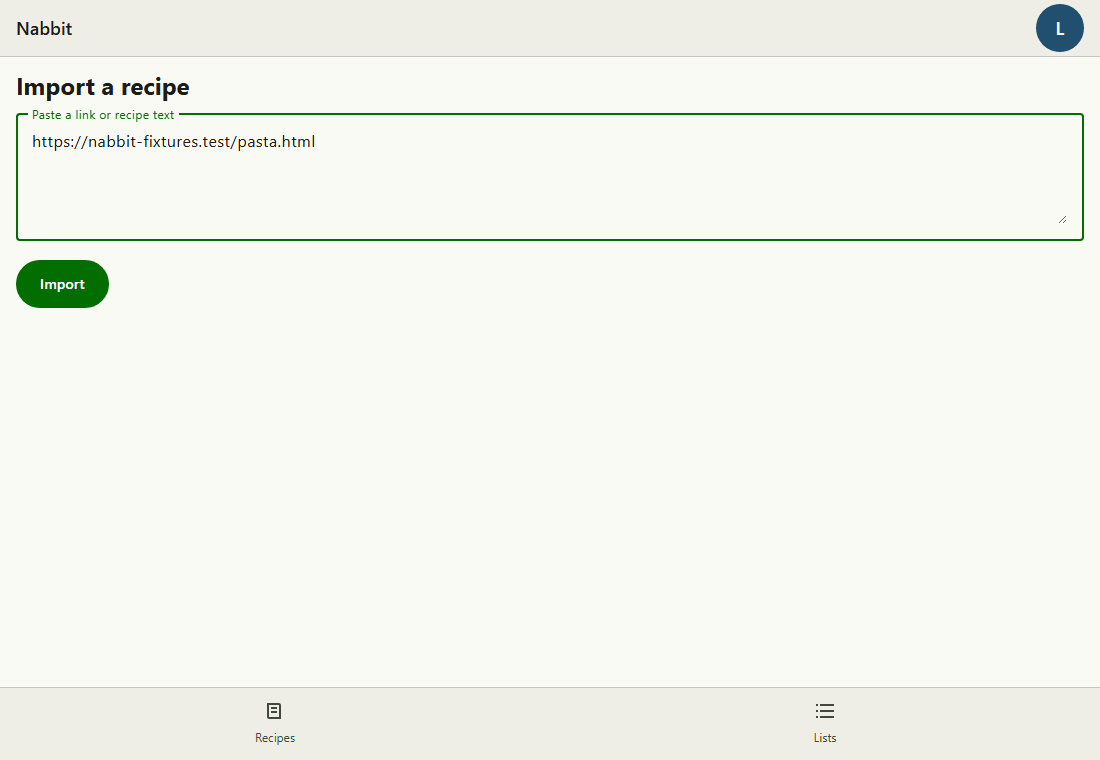 Nabbit
L
Import a recipe
Paste a link or recipe text
https://nabbit-fixtures.test/pasta.html
Import
Recipes
Lists